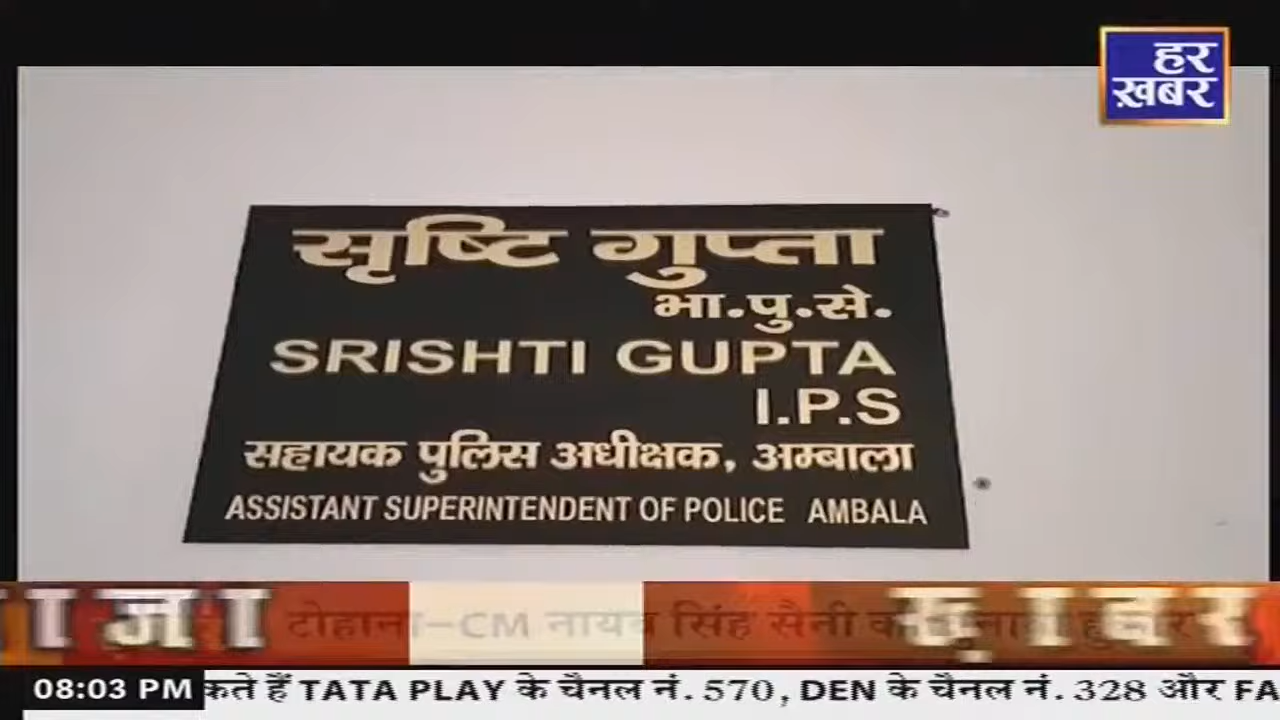 हर
ख़बर
सृष्टि गुप्ता
भा.पु.से.
SRISHTI GUPTA
I.P.S
सहायक पुलिस अधीक्षक, अम्बाला
ASSISTANT SUPERINTENDENT OF POLICE AMBALA
टोहाना-CM नायब सिंह सैनी
08:03 PM कते हैं TATA PLAY के चैनल नं. 570, DEN के चैनल नं. 328 और FA